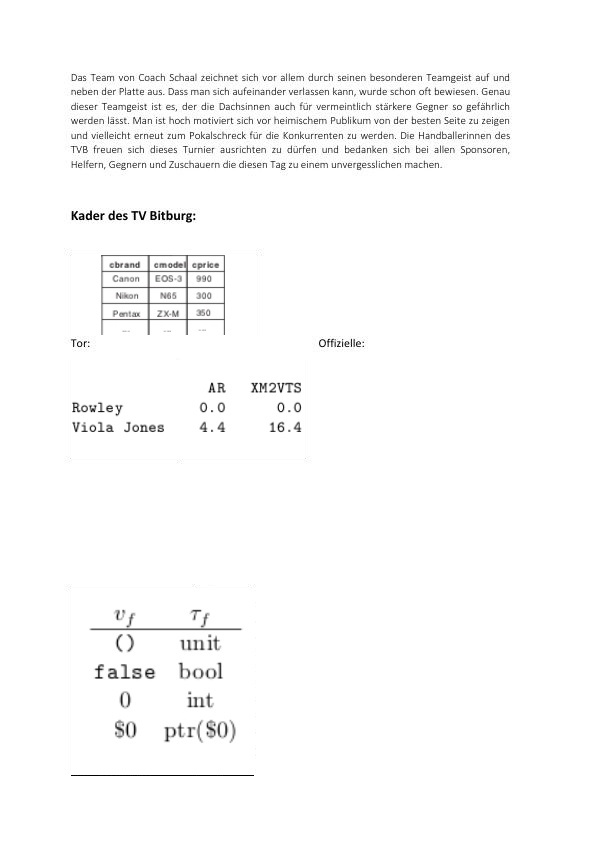 Das Team von Coach Schaal zeichnet sich vor allem durch seinen besonderen Teamgeist auf und
neben der Platte aus. Dass man sich aufeinander verlassen kann, wurde schon oft bewiesen. Genau
dieser Teamgeist ist es, der die Dachsinnen auch für vermeintlich stärkere Gegner so gefährlich
werden lässt. Man ist hoch motiviert sich vor heimischem Publikum von der besten Seite zu zeigen
und vielleicht erneut zum Pokalschreck für die Konkurrenten zu werden. Die Handballerinnen des
TVB freuen sich dieses Turnier ausrichten zu dürfen und bedanken sich bei allen Sponsoren,
Helfern, Gegnern und Zuschauern die diesen Tag zu einem unvergesslichen machen.
Kader des TV Bitburg:
cbrand cmodel cprice
Canon EOS-3 990
Nikon N65 300
Pentax ZX-M 350
... ... ...
Tor: Offizielle:
AR XM2VTS
Rowley 0.0 0.0
Viola Jones 4.4 16.4
v_f τ_f
() unit
false bool
0 int
$0 ptr($0)